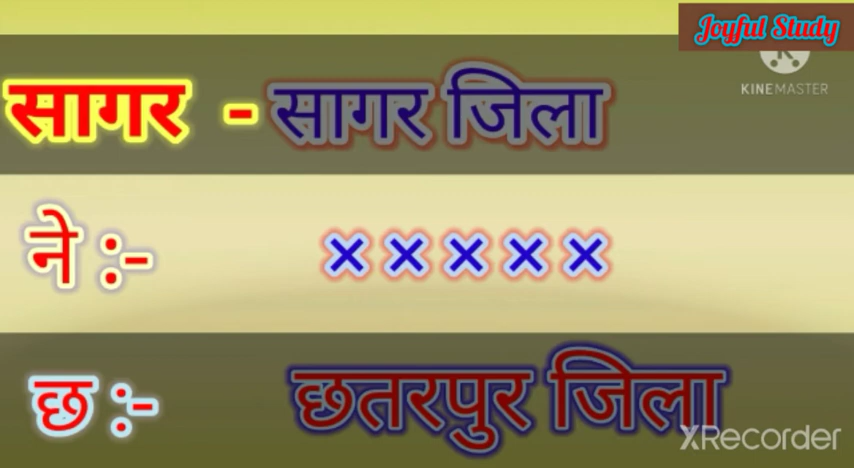 Joyful Study
KINEMASTER
सागर - सागर जिला
ने :- × × × × ×
छ :- छतरपुर जिला
XRecorder